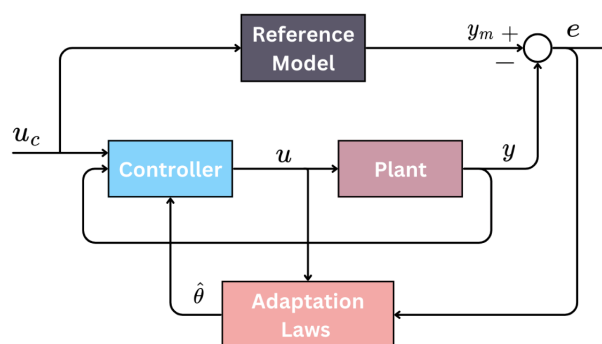 Reference
Model
y_m +
−
e
u_c
Controller
u
Plant
y
θ̂
Adaptation
Laws